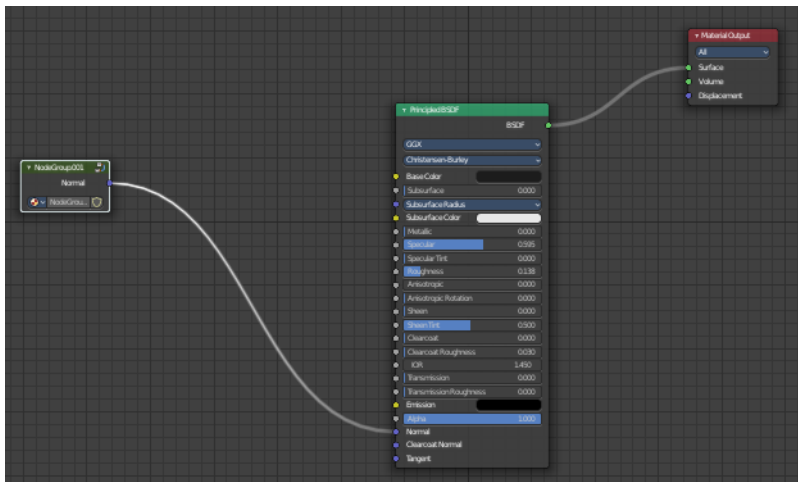 Material Output
All
Surface
Volume
Displacement
Principled BSDF
BSDF
GGX
Christensen-Burley
Base Color
Subsurface 0.000
Subsurface Radius
Subsurface Color
Metallic 0.000
Specular 0.595
Specular Tint 0.000
Roughness 0.138
Anisotropic 0.000
Anisotropic Rotation 0.000
Sheen 0.000
Sheen Tint 0.500
Clearcoat 0.000
Clearcoat Roughness 0.030
IOR 1.450
Transmission 0.000
Transmission Roughness 0.000
Emission
Alpha 1.000
Normal
Clearcoat Normal
Tangent
NodeGroup.001
Normal
NodeGrou...